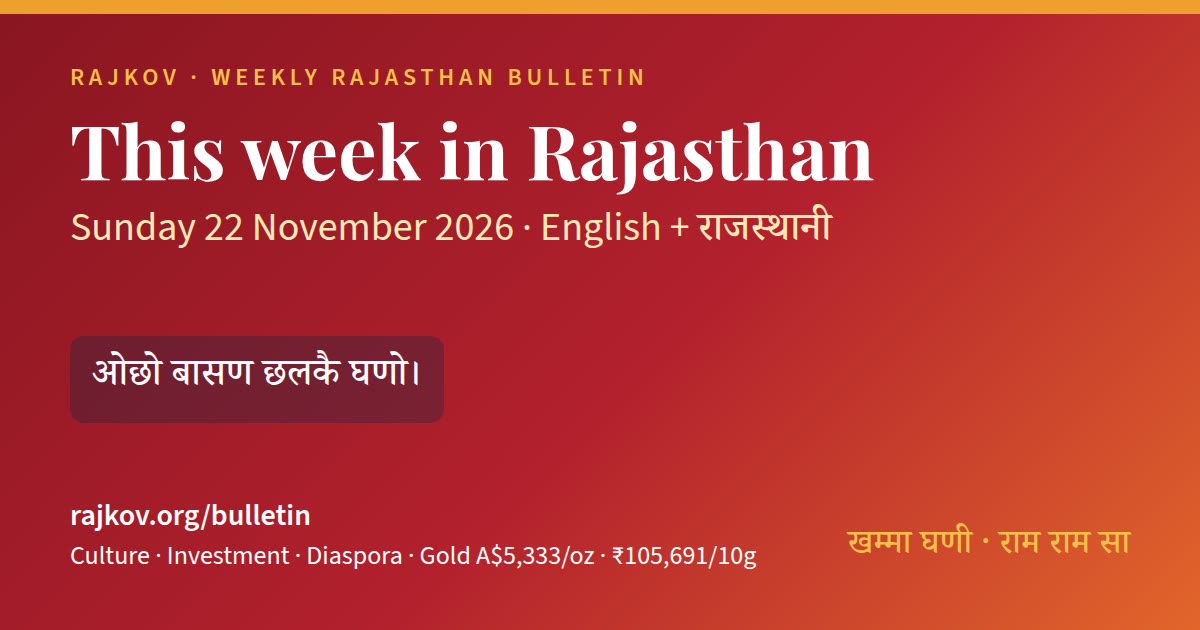 RAJKOV · WEEKLY RAJASTHAN BULLETIN
This week in Rajasthan
Sunday 22 November 2026 · English + राजस्थानी
ओछो बासण छलकै घणो।
rajkov.org/bulletin
Culture · Investment · Diaspora · Gold A$5,333/oz · ₹105,691/10g
खम्मा घणी · राम राम सा